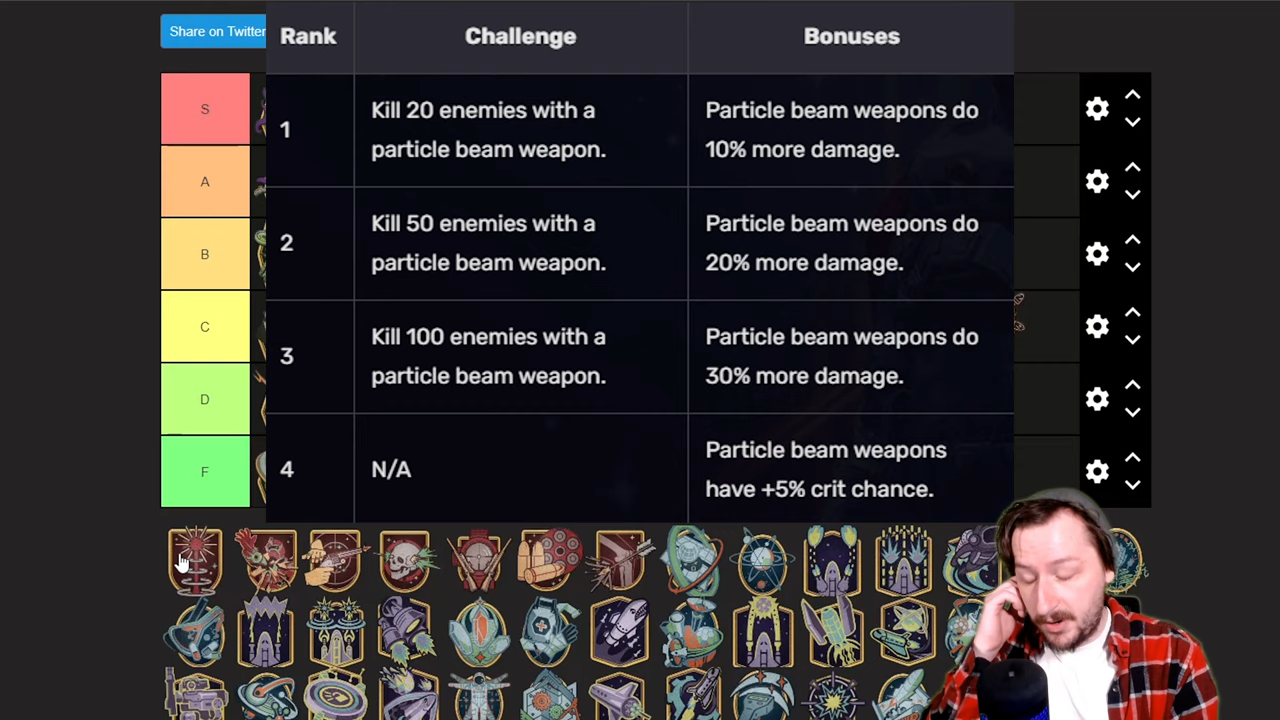 Share on Twitter
Rank Challenge Bonuses
1
Kill 20 enemies with a
particle beam weapon.
Particle beam weapons do
10% more damage.
2
Kill 50 enemies with a
particle beam weapon.
Particle beam weapons do
20% more damage.
3
Kill 100 enemies with a
particle beam weapon.
Particle beam weapons do
30% more damage.
4
N/A
Particle beam weapons
have +5% crit chance.
S
A
B
C
D
F